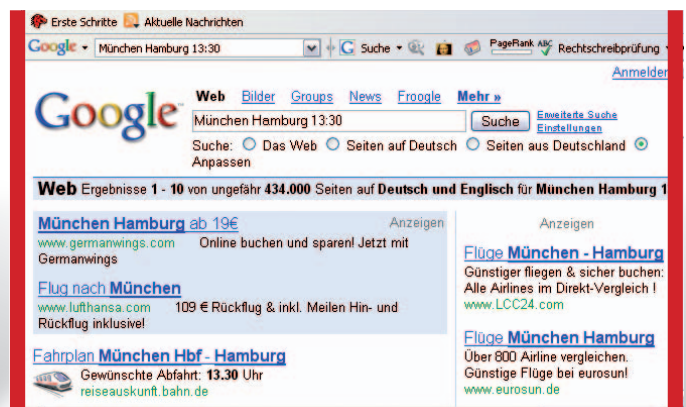 Erste Schritte Aktuelle Nachrichten
Google München Hamburg 13:30 G Suche PageRank ABC Rechtschreibprüfung
Anmelden
Web Bilder Groups News Froogle Mehr »
Google™
München Hamburg 13:30 Suche Erweiterte Suche
Einstellungen
Suche: Das Web Seiten auf Deutsch Seiten aus Deutschland
Anpassen
Web Ergebnisse 1 - 10 von ungefähr 434.000 Seiten auf Deutsch und Englisch für München Hamburg 1
München Hamburg ab 19€ Anzeigen
www.germanwings.com Online buchen und sparen! Jetzt mit
Germanwings
Flug nach München
www.lufthansa.com 109 € Rückflug & inkl. Meilen Hin- und
Rückflug inklusive!
Fahrplan München Hbf - Hamburg
Gewünschte Abfahrt: 13.30 Uhr
reiseauskunft.bahn.de
Anzeigen
Flüge München - Hamburg
Günstiger fliegen & sicher buchen:
Alle Airlines im Direkt-Vergleich !
www.LCC24.com
Flüge München Hamburg
Über 800 Airline vergleichen.
Günstige Flüge bei eurosun!
www.eurosun.de